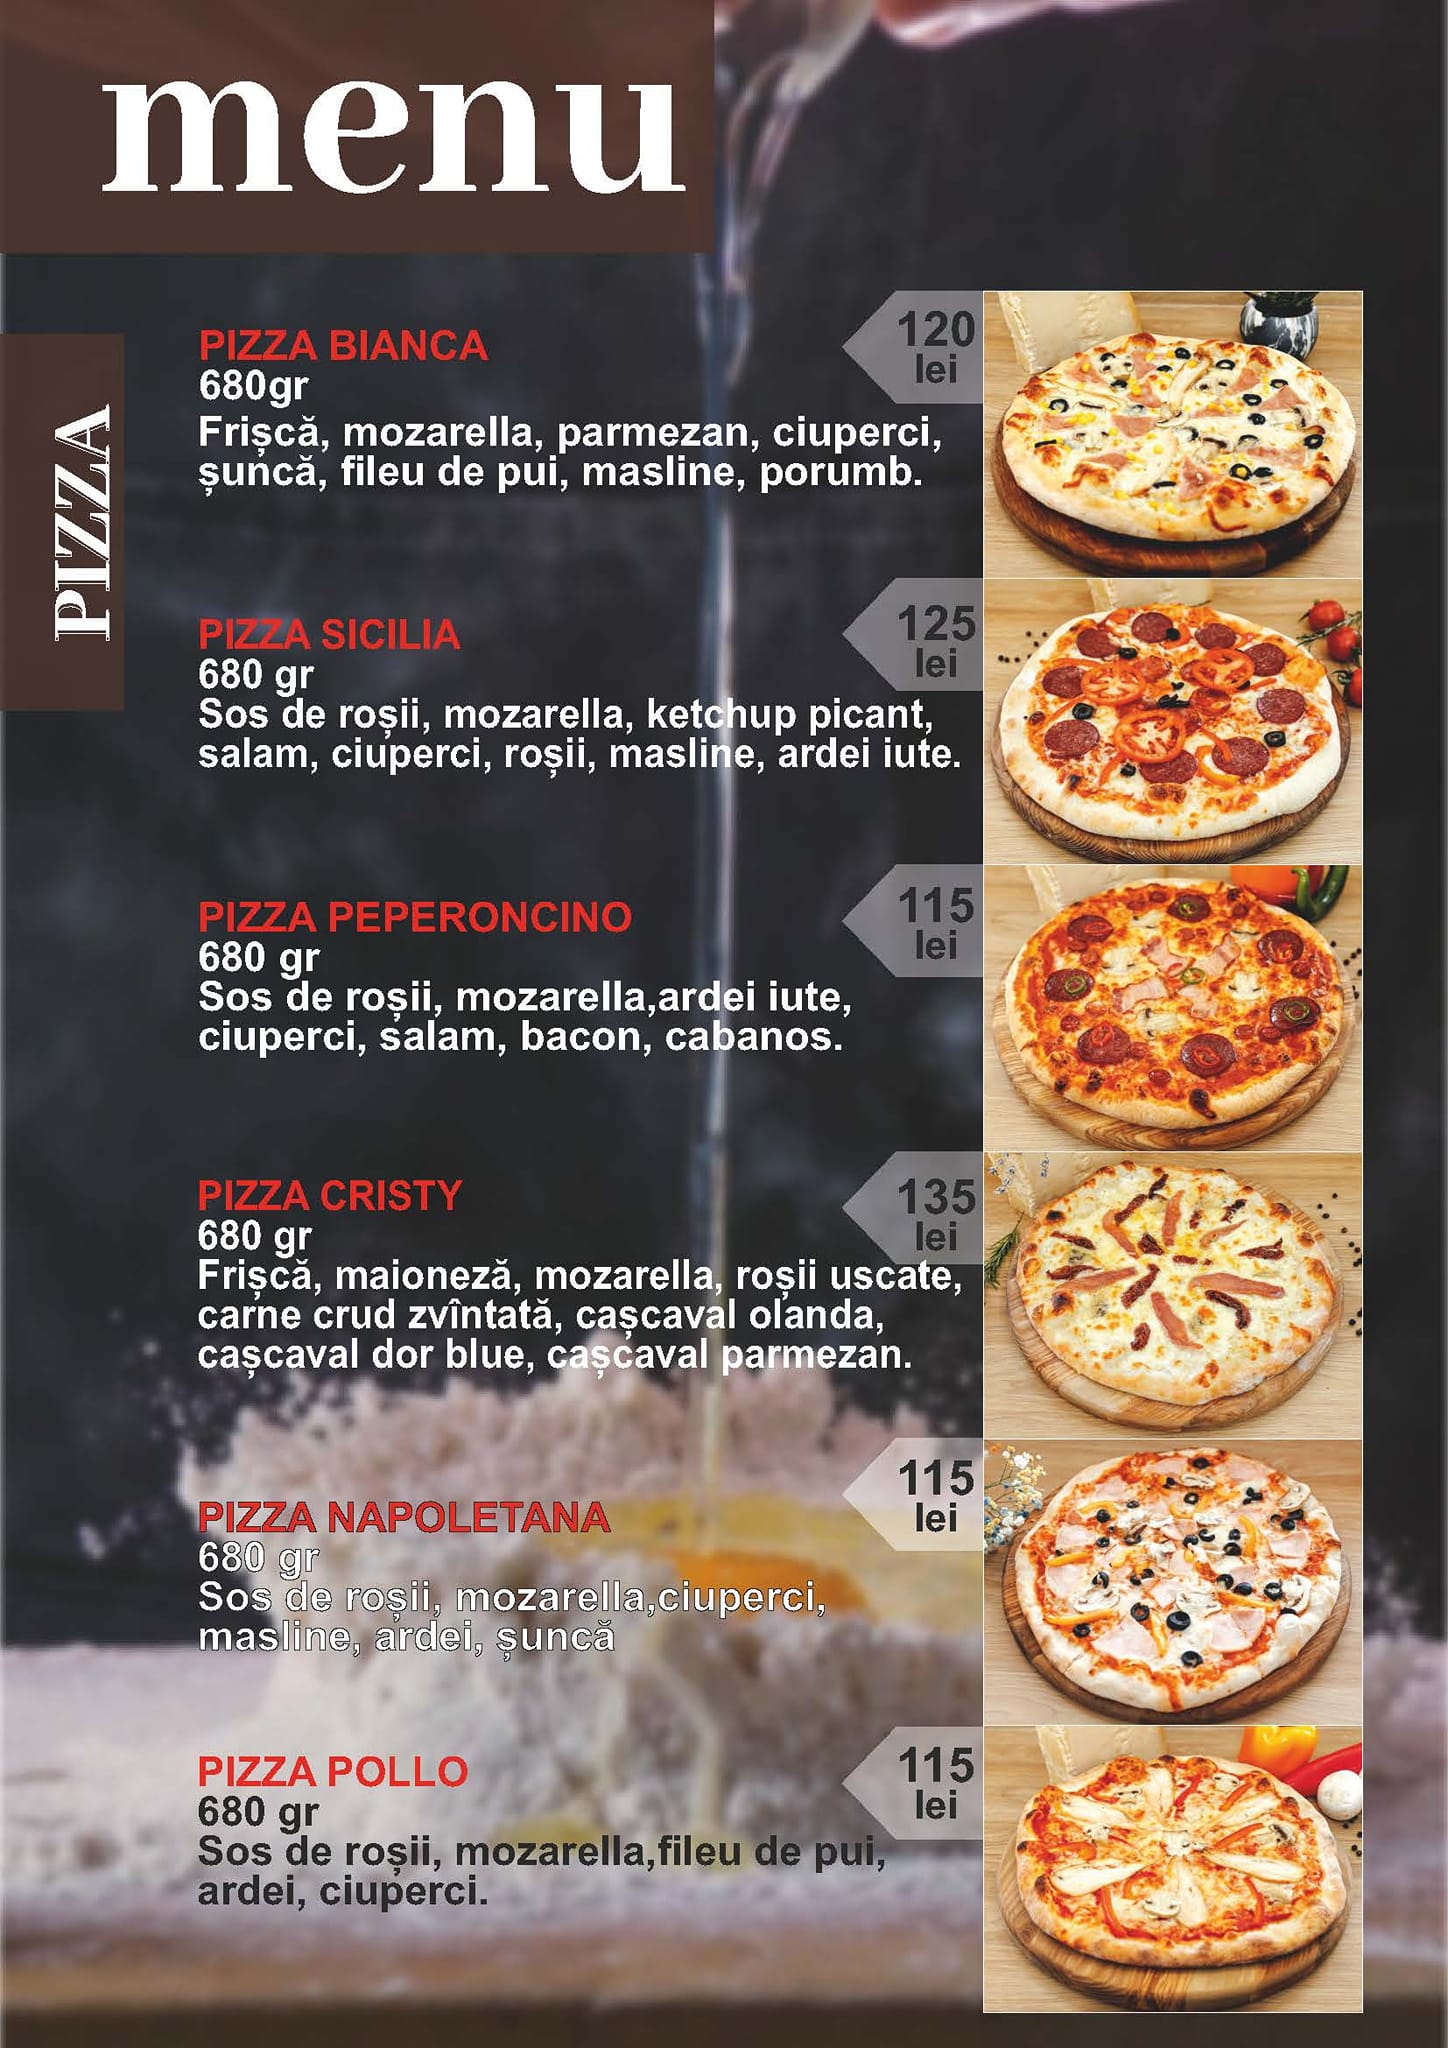 menu
PIZZA
PIZZA BIANCA
680gr
Frișcă, mozarella, parmezan, ciuperci,
șuncă, fileu de pui, masline, porumb.
120
lei
PIZZA SICILIA
680 gr
Sos de roșii, mozarella, ketchup picant,
salam, ciuperci, roșii, masline, ardei iute.
125
lei
PIZZA PEPERONCINO
680 gr
Sos de roșii, mozarella,ardei iute,
ciuperci, salam, bacon, cabanos.
115
lei
PIZZA CRISTY
680 gr
Frișcă, maioneză, mozarella, roșii uscate,
carne crud zvîntată, cașcaval olanda,
cașcaval dor blue, cașcaval parmezan.
135
lei
PIZZA NAPOLETANA
680 gr
Sos de roșii, mozarella,ciuperci,
masline, ardei, șuncă
115
lei
PIZZA POLLO
680 gr
Sos de roșii, mozarella,fileu de pui,
ardei, ciuperci.
115
lei